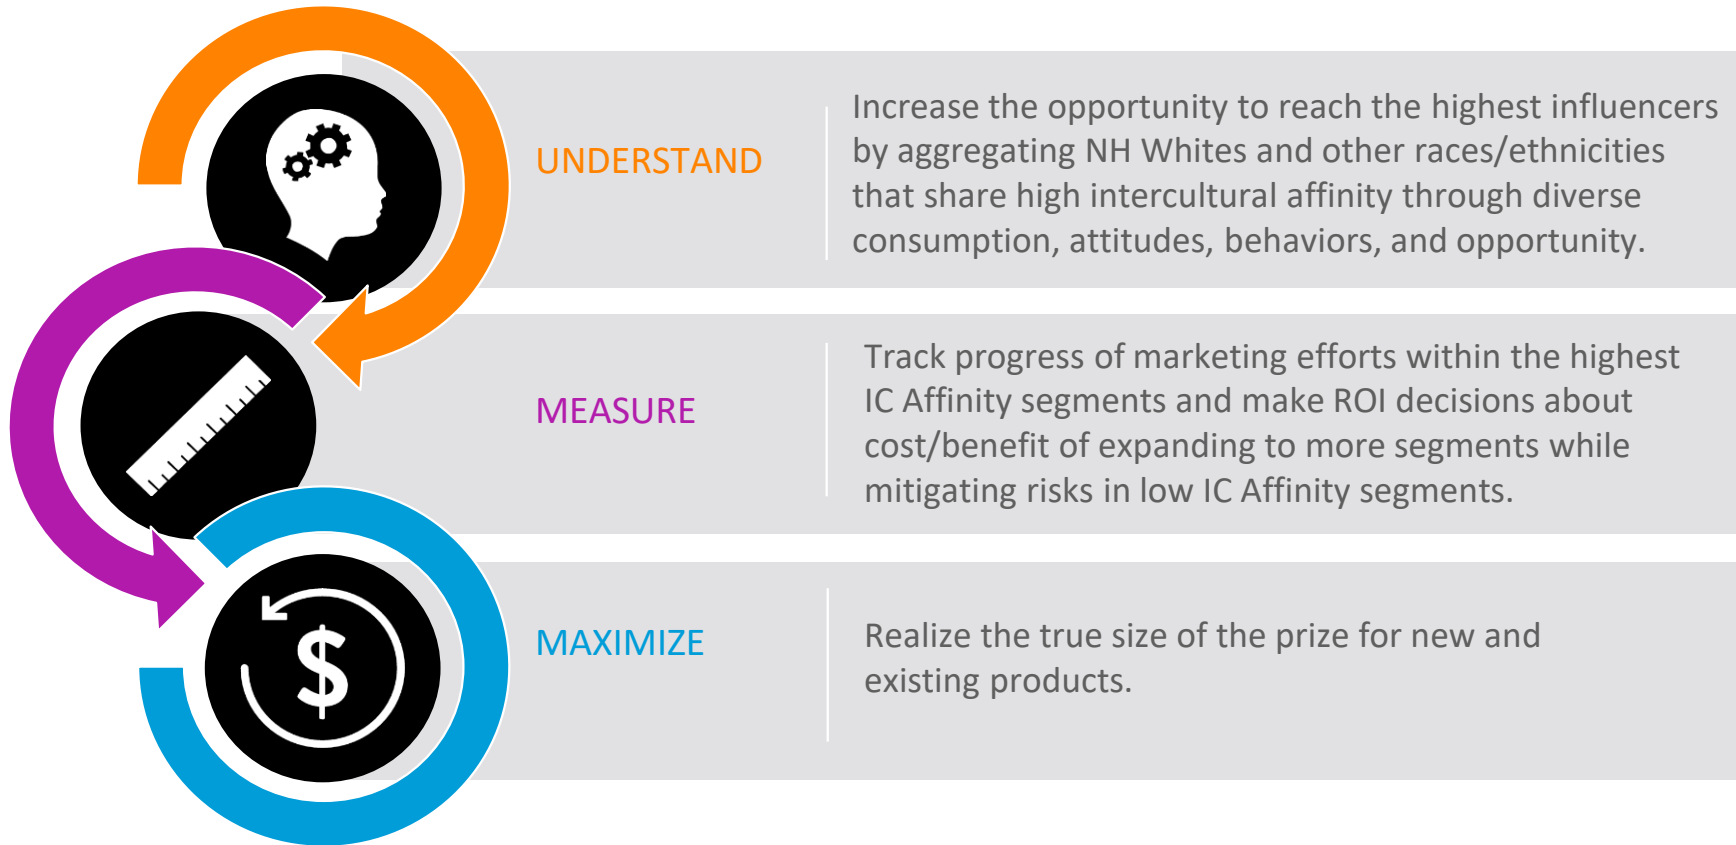 UNDERSTAND
Increase the opportunity to reach the highest influencers
by aggregating NH Whites and other races/ethnicities
that share high intercultural affinity through diverse
consumption, attitudes, behaviors, and opportunity.
MEASURE
Track progress of marketing efforts within the highest
IC Affinity segments and make ROI decisions about
cost/benefit of expanding to more segments while
mitigating risks in low IC Affinity segments.
$
MAXIMIZE
Realize the true size of the prize for new and
existing products.